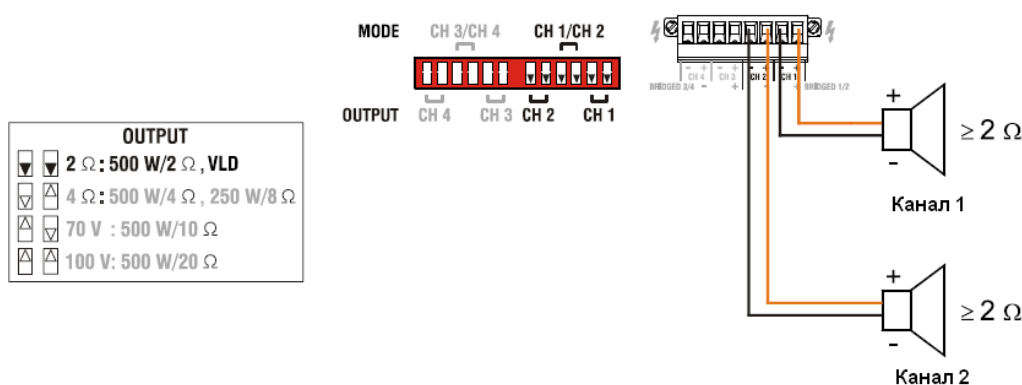 MODE CH 3/CH 4 CH 1/CH 2
OUTPUT CH 4 CH 3 CH 2 CH 1
OUTPUT
2 Ω: 500 W/2 Ω, VLD
4 Ω: 500 W/4 Ω, 250 W/8 Ω
70 V : 500 W/10 Ω
100 V: 500 W/20 Ω
- + - + - + - +
CH 4 CH 3 CH 2 CH 1
BRIDGED 3/4 - + - + BRIDGED 1/2
+
≥ 2 Ω
-
Канал 1
+
≥ 2 Ω
-
Канал 2